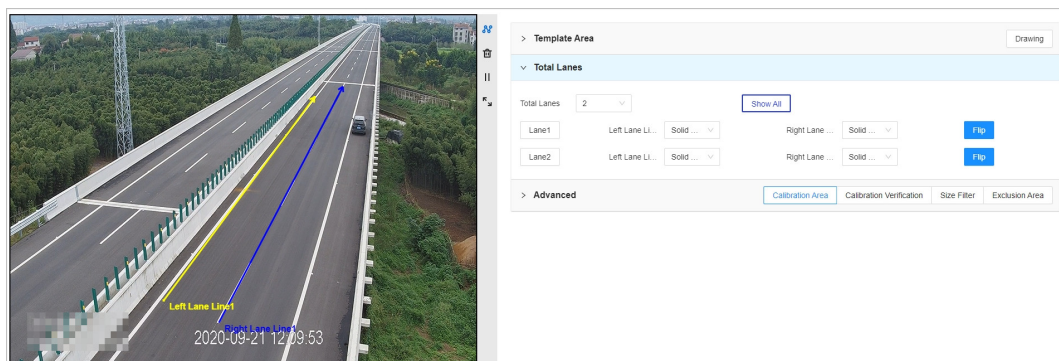 Template Area
Drawing
Total Lanes
Total Lanes 2 Show All
Lane1 Left Lane Li... Solid ... Right Lane ... Solid ... Flip
Lane2 Left Lane Li... Solid ... Right Lane ... Solid ... Flip
Advanced
Calibration Area Calibration Verification Size Filter Exclusion Area
Left Lane Line1
Right Lane Line1
2020-09-21 12:09:53